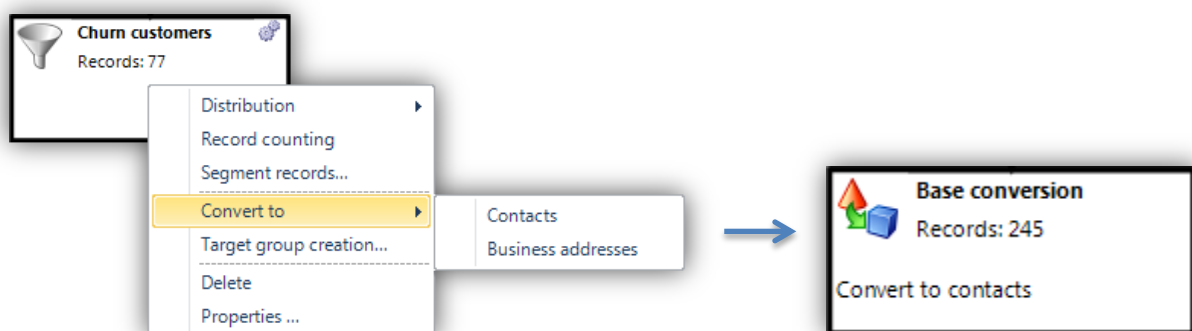 Churn customers
Records: 77
Distribution
Record counting
Segment records...
Convert to
Target group creation...
Delete
Properties ...
Contacts
Business addresses
Base conversion
Records: 245
Convert to contacts